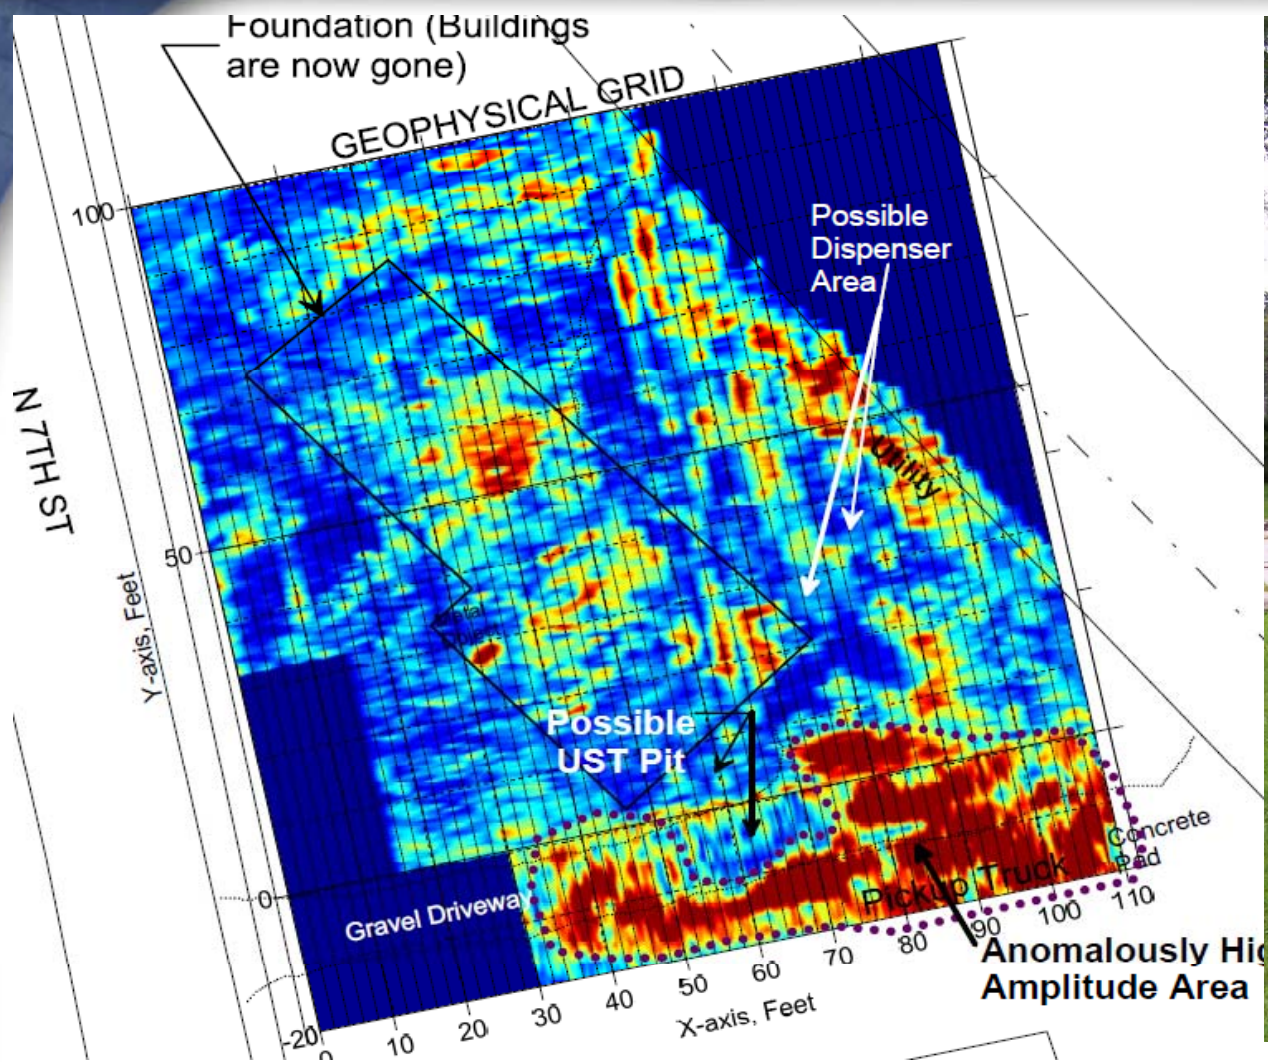 Foundation (Buildings
are now gone)
GEOPHYSICAL GRID
Possible
Dispenser
Area
Utility
N 7TH ST
100
50
0
-20
Y-axis, Feet
Metal
Possible
UST Pit
Gravel Driveway
Concrete
Pad
Pickup Truck
Anomalously
Amplitude Area
0
10
20
30
40
50
60
70
80
90
100
110
X-axis, Feet